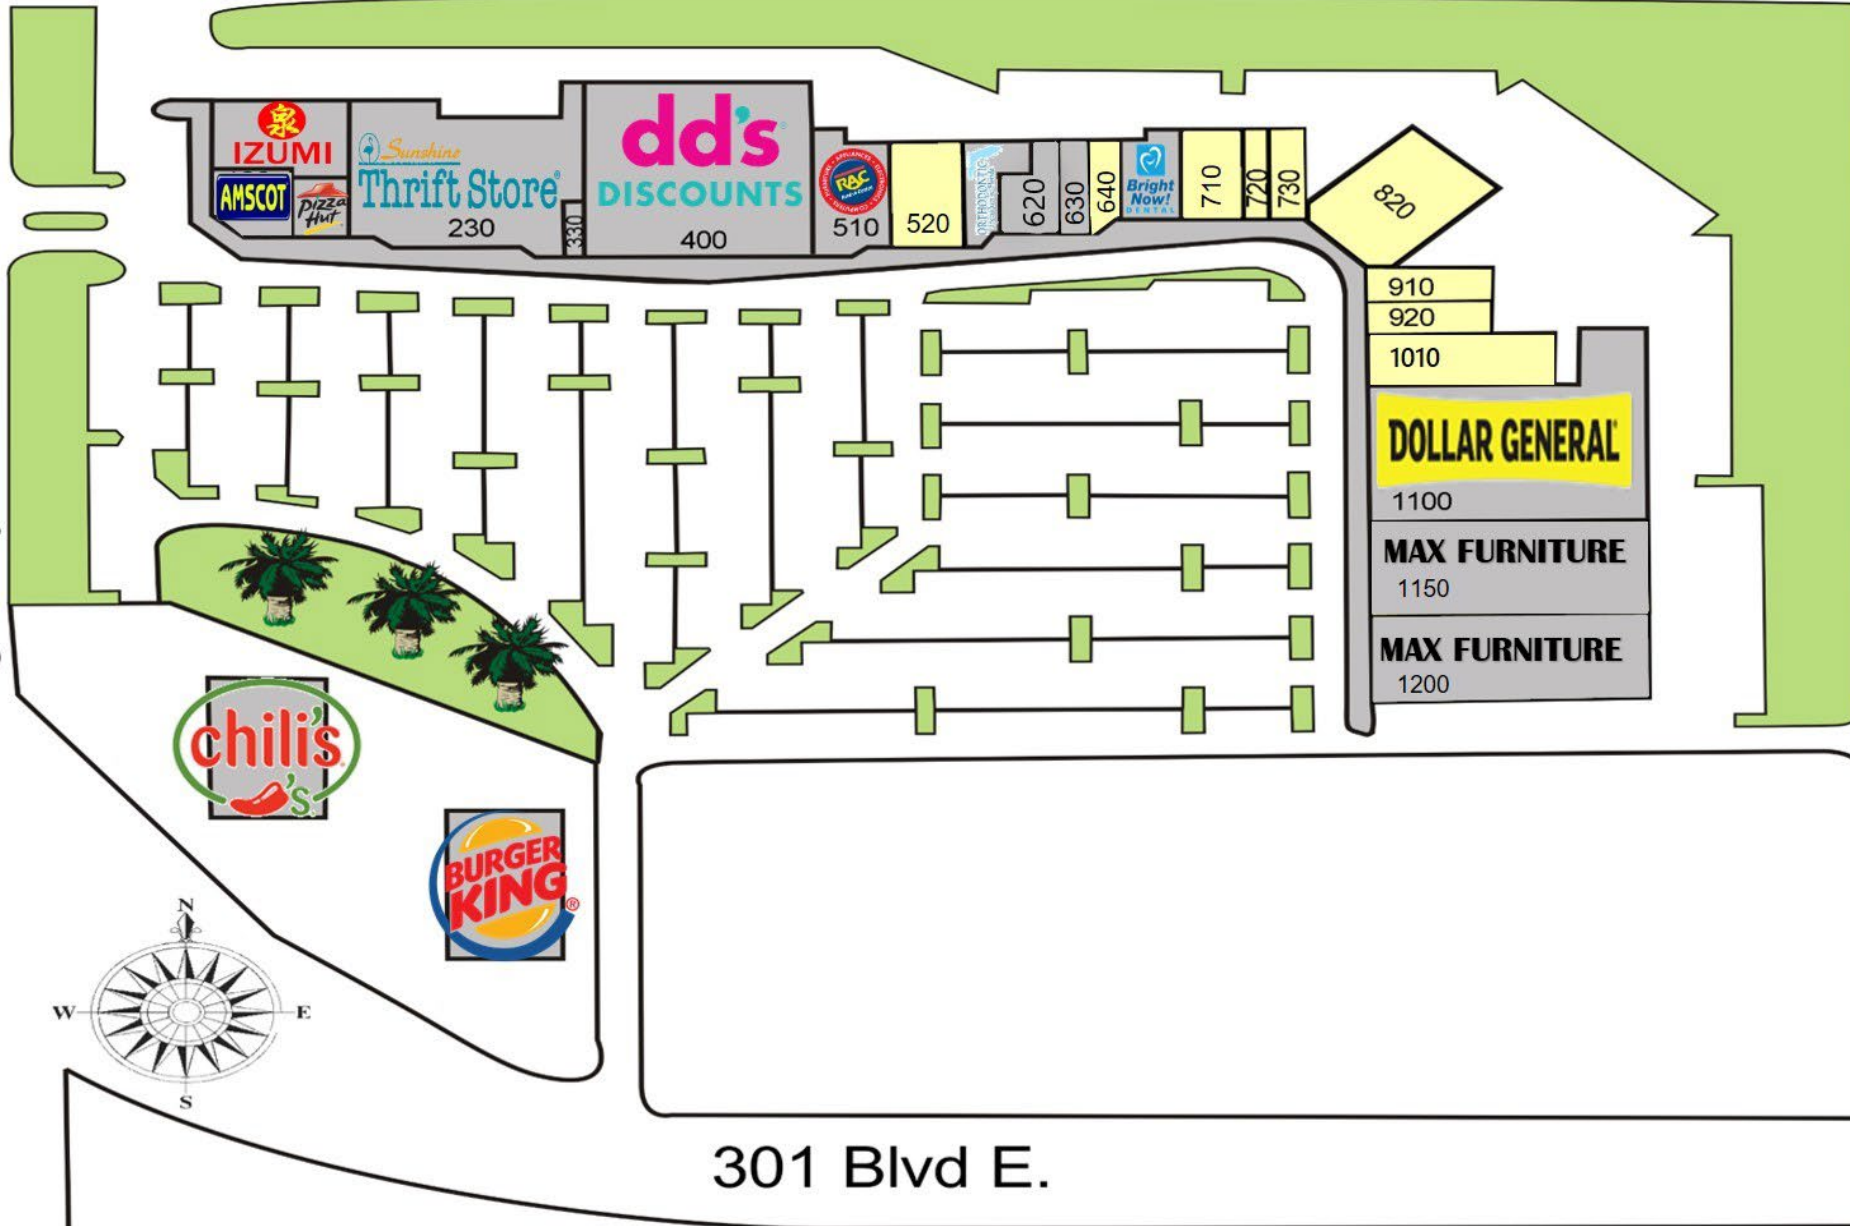 泉
IZUMI
AMSCOT
Pizza
Hut
Sunshine
Thrift Store
230
330
dd's
DISCOUNTS
400
RAC
510
520
620
630
640
Bright
Now!
DENTAL
710
720
730
820
910
920
1010
DOLLAR GENERAL
1100
MAX FURNITURE
1150
MAX FURNITURE
1200
chili's
's
BURGER
KING®
N
W
E
S
301 Blvd E.